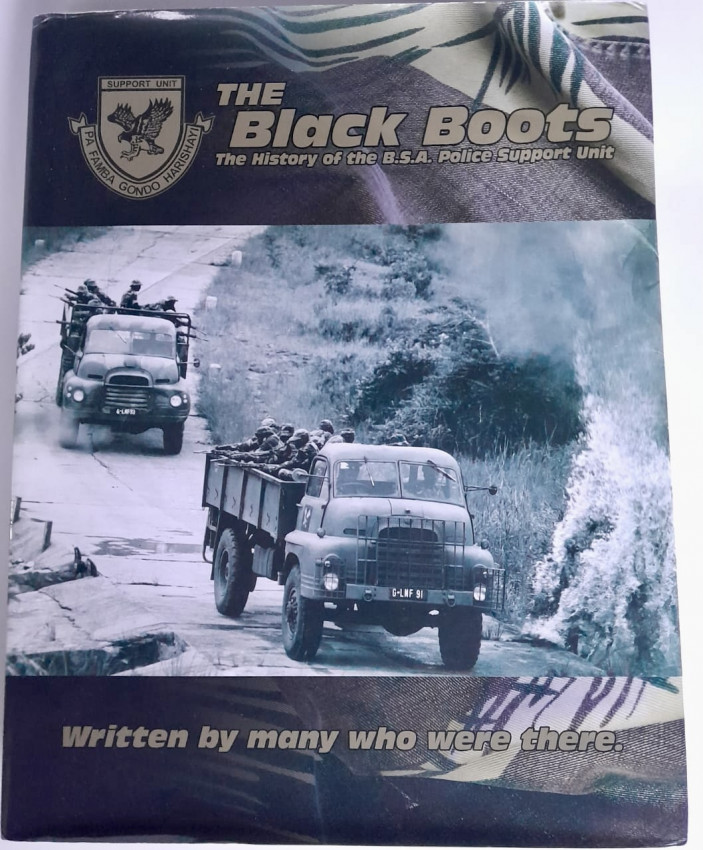 SUPPORT UNIT
PA FAMBA GONDO HARISHAYI
THE
Black Boots
The History of the B.S.A. Police Support Unit
G-LNF 91
Written by many who were there.